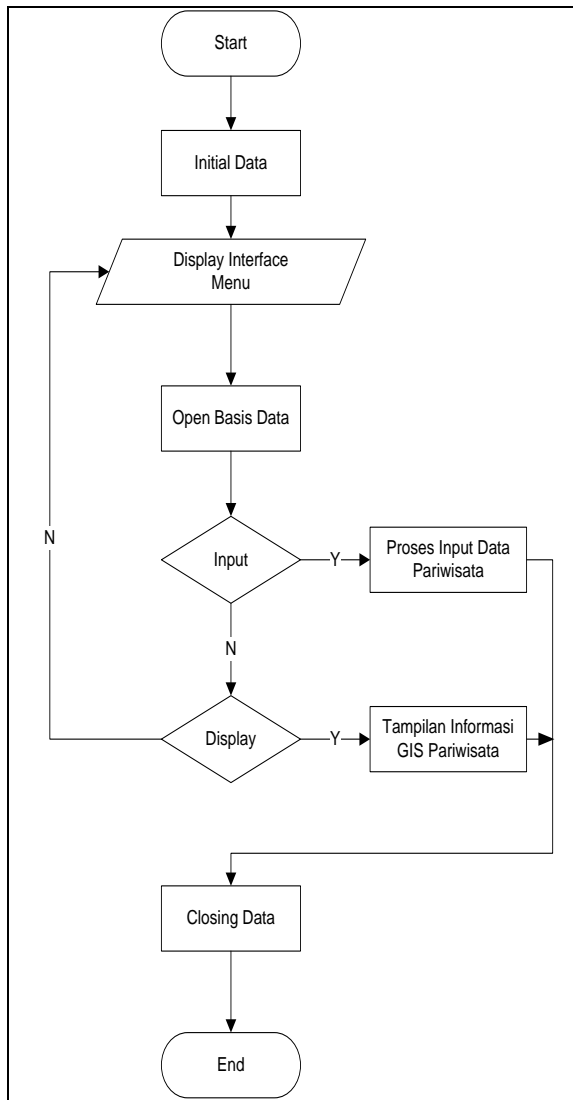 Start
Initial Data
Display Interface
Menu
Open Basis Data
N
Input
Y
Proses Input Data
Pariwisata
N
Display
Y
Tampilan Informasi
GIS Pariwisata
Closing Data
End